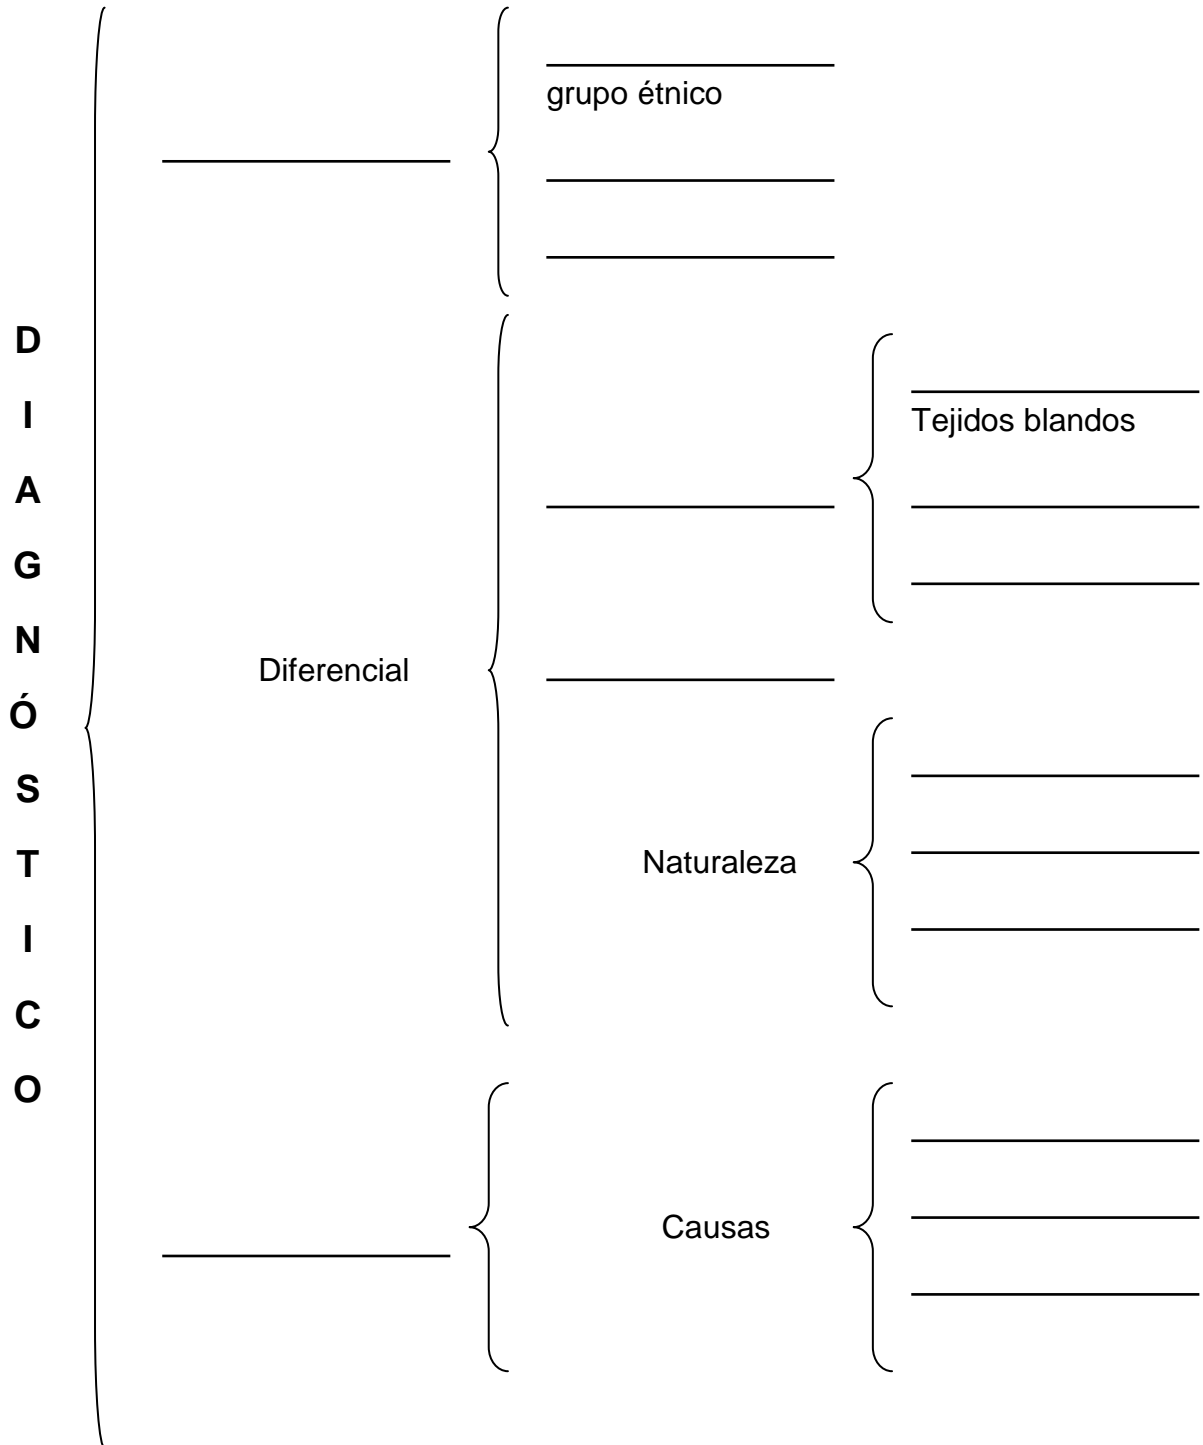 D
I
A
G
N
Ó
S
T
I
C
O
grupo étnico
Diferencial
Tejidos blandos
Naturaleza
Causas